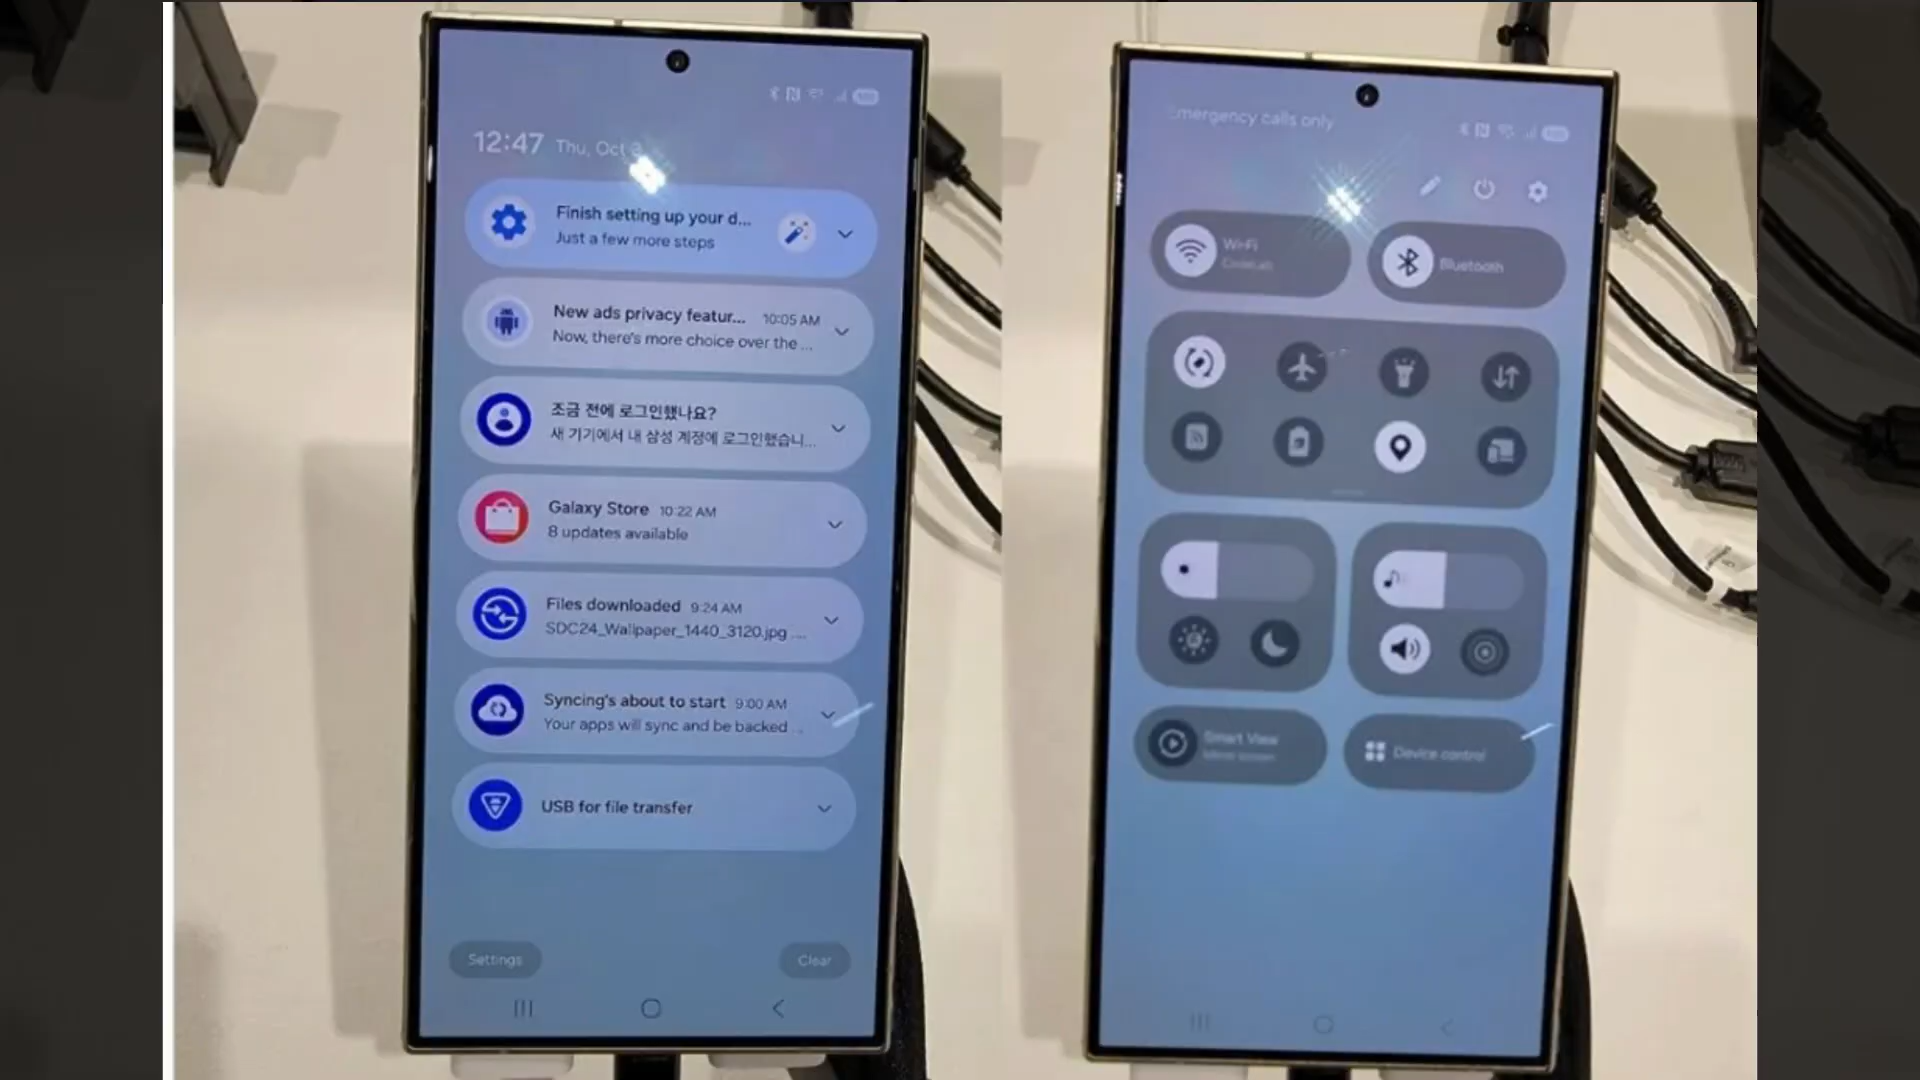 12:47 Thu, Oct 3
Finish setting up your d...
Just a few more steps
New ads privacy featur... 10:05 AM
Now, there's more choice over the ...
조금 전에 로그인했나요?
새 기기에서 내 삼성 계정에 로그인했습니...
Galaxy Store 10:22 AM
8 updates available
Files downloaded 9:24 AM
SDC24_Wallpaper_1440_3120.jpg ...
Syncing's about to start 9:00 AM
Your apps will sync and be backed ...
USB for file transfer
Settings
Clear
Emergency calls only
Wi-Fi
Bluetooth
Smart View
Mirror screen
Device control